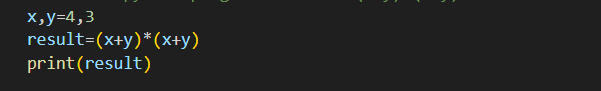 x,y=4,3
result=(x+y)*(x+y)
print(result)